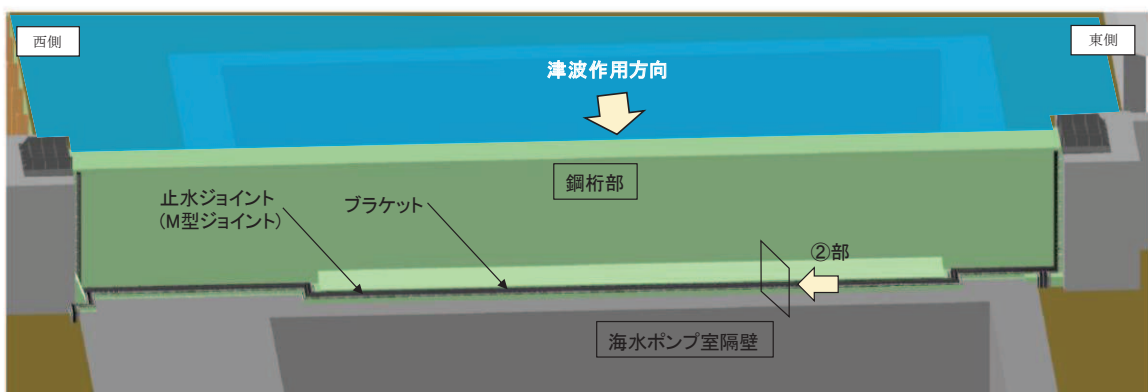 西側
東側
津波作用方向
鋼桁部
止水ジョイント
(M型ジョイント)
ブラケット
②部
海水ポンプ室隔壁